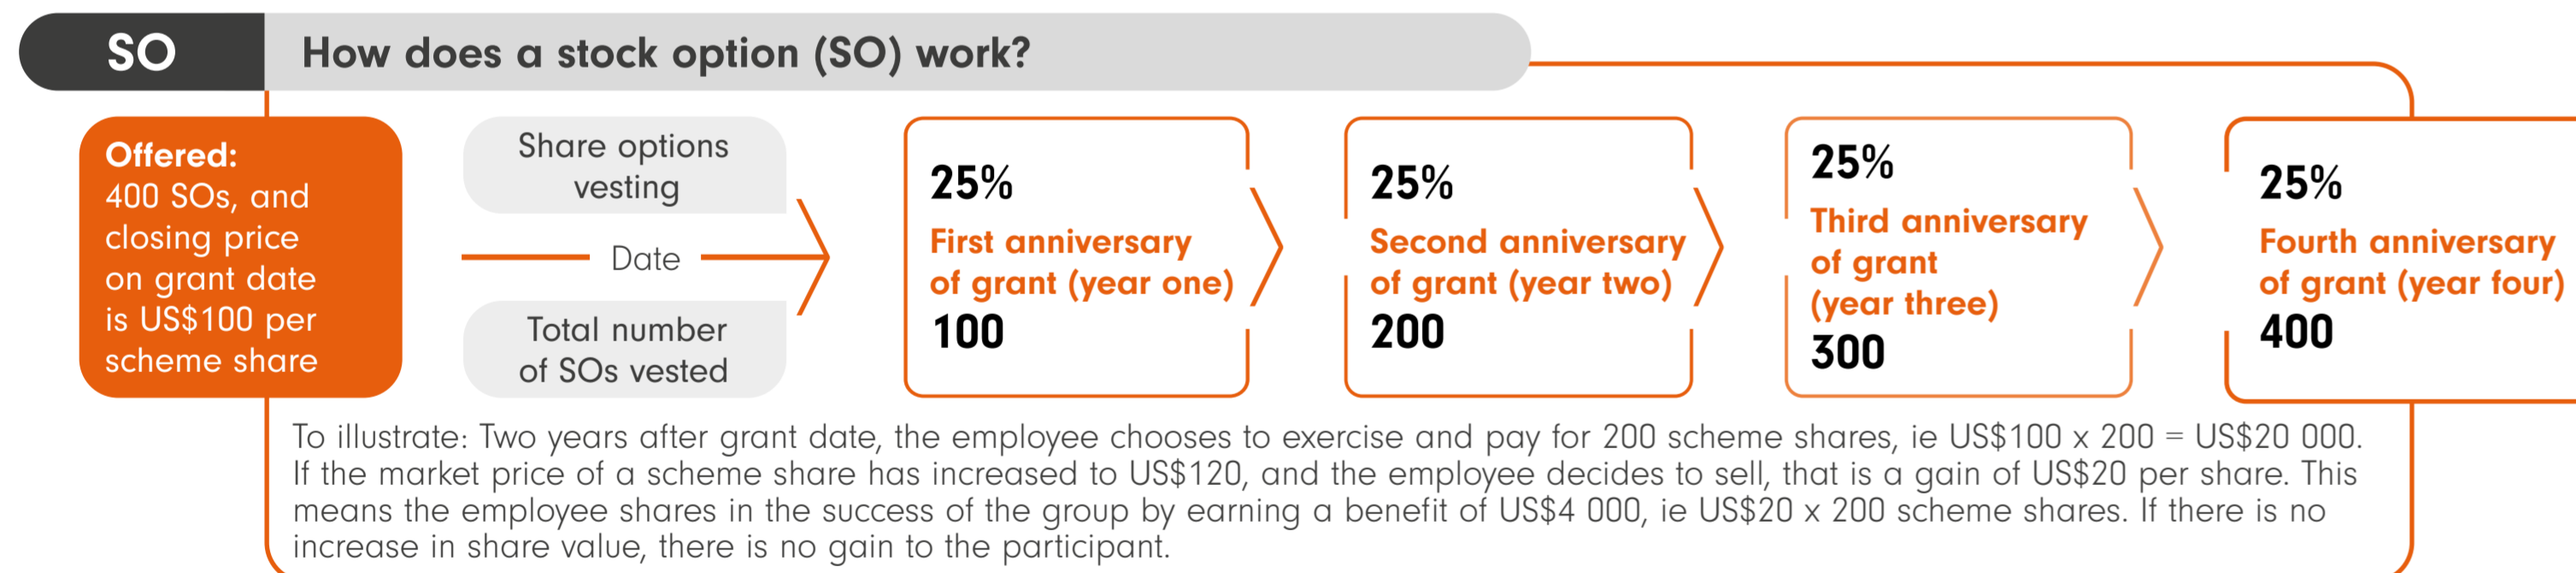 SO
How does a stock option (SO) work?
Offered:
400 SOs, and
closing price
on grant date
is US$100 per
scheme share
Share options
vesting
Date
Total number
of SOs vested
25%
First anniversary
of grant (year one)
100
25%
Second anniversary
of grant (year two)
200
25%
Third anniversary
of grant
(year three)
300
25%
Fourth anniversary
of grant (year four)
400
To illustrate: Two years after grant date, the employee chooses to exercise and pay for 200 scheme shares, ie US$100 x 200 = US$20 000.
If the market price of a scheme share has increased to US$120, and the employee decides to sell, that is a gain of US$20 per share. This
means the employee shares in the success of the group by earning a benefit of US$4 000, ie US$20 x 200 scheme shares. If there is no
increase in share value, there is no gain to the participant.